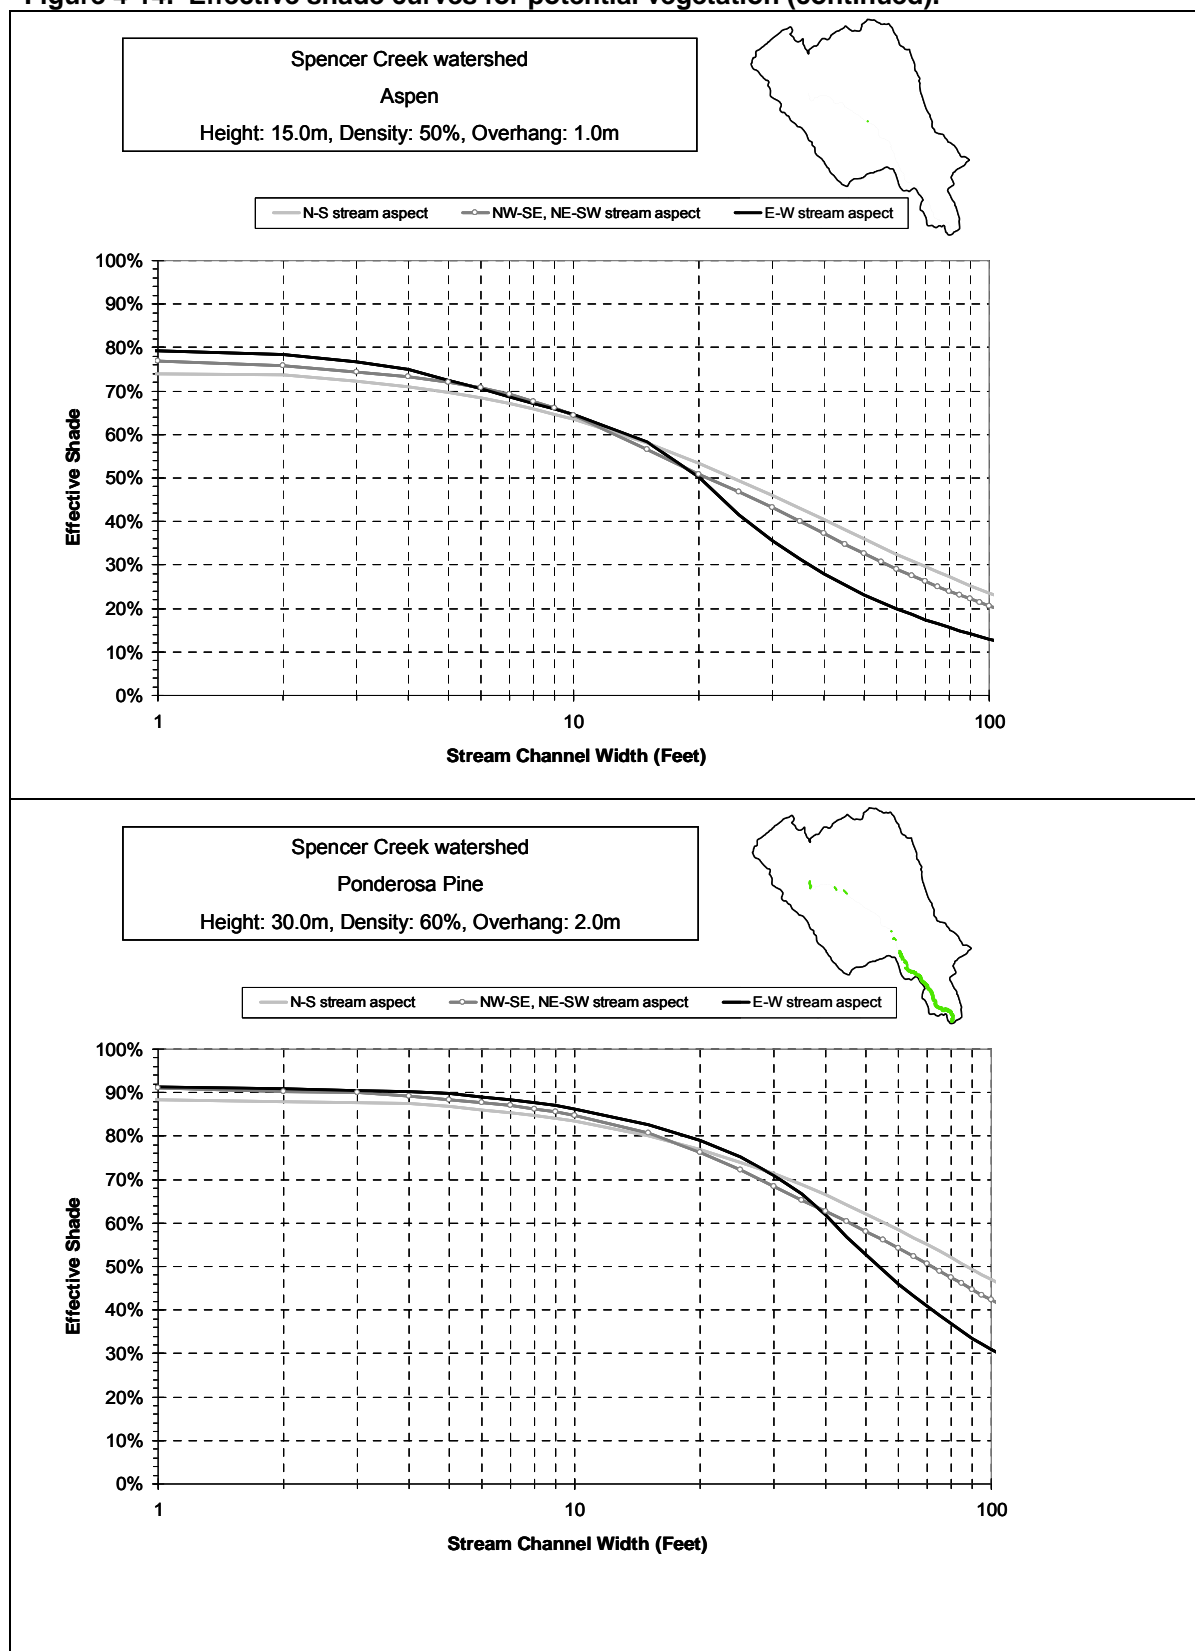 Figure 4-14. Effective shade curves for potential vegetation (continued).
Spencer Creek watershed
Aspen
Height: 15.0m, Density: 50%, Overhang: 1.0m
N-S stream aspect NW-SE, NE-SW stream aspect E-W stream aspect
100%
90%
80%
70%
60%
50%
40%
30%
20%
10%
0%
Effective Shade
1 10 100
Stream Channel Width (Feet)
Spencer Creek watershed
Ponderosa Pine
Height: 30.0m, Density: 60%, Overhang: 2.0m
N-S stream aspect NW-SE, NE-SW stream aspect E-W stream aspect
100%
90%
80%
70%
60%
50%
40%
30%
20%
10%
0%
Effective Shade
1 10 100
Stream Channel Width (Feet)